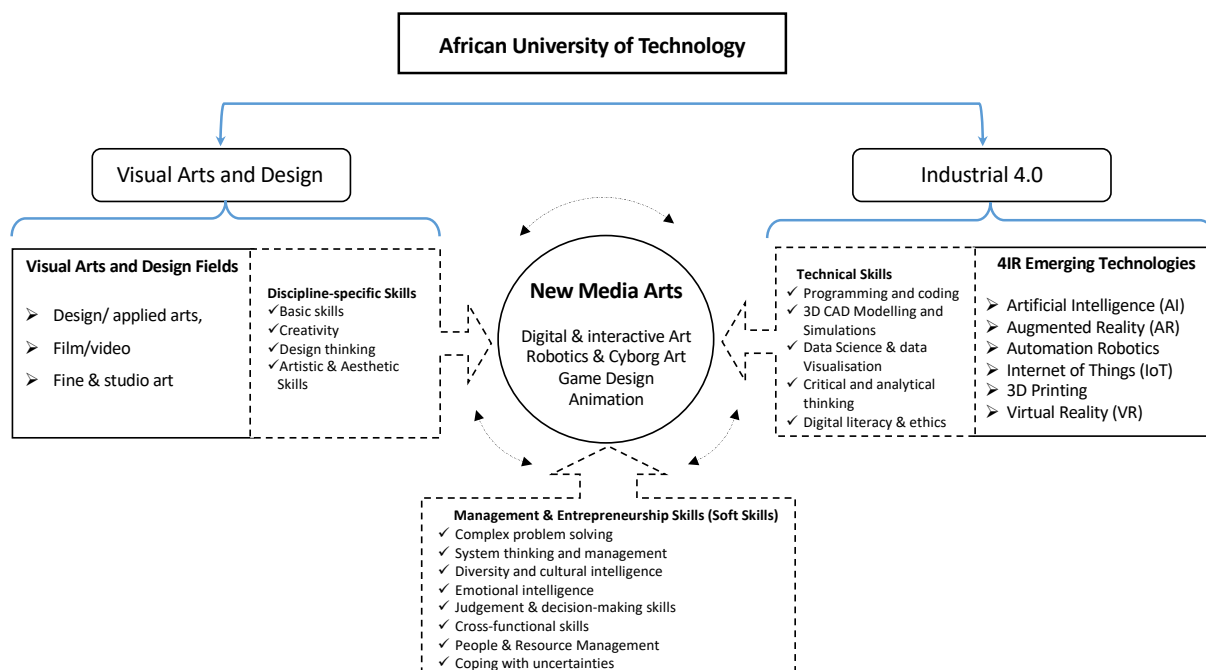 African University of Technology
Visual Arts and Design
Industrial 4.0
Visual Arts and Design Fields
➢ Design/ applied arts,
➢ Film/video
➢ Fine & studio art
Discipline-specific Skills
✓Basic skills
✓Creativity
✓Design thinking
✓Artistic & Aesthetic
Skills
New Media Arts
Digital & interactive Art
Robotics & Cyborg Art
Game Design
Animation
Technical Skills
✓ Programming and coding
✓ 3D CAD Modelling and
Simulations
✓ Data Science & data
Visualisation
✓ Critical and analytical
thinking
✓ Digital literacy & ethics
4IR Emerging Technologies
➢ Artificial Intelligence (AI)
➢ Augmented Reality (AR)
➢ Automation Robotics
➢ Internet of Things (IoT)
➢ 3D Printing
➢ Virtual Reality (VR)
Management & Entrepreneurship Skills (Soft Skills)
✓ Complex problem solving
✓ System thinking and management
✓ Diversity and cultural intelligence
✓ Emotional intelligence
✓ Judgement & decision-making skills
✓ Cross-functional skills
✓ People & Resource Management
✓ Coping with uncertainties